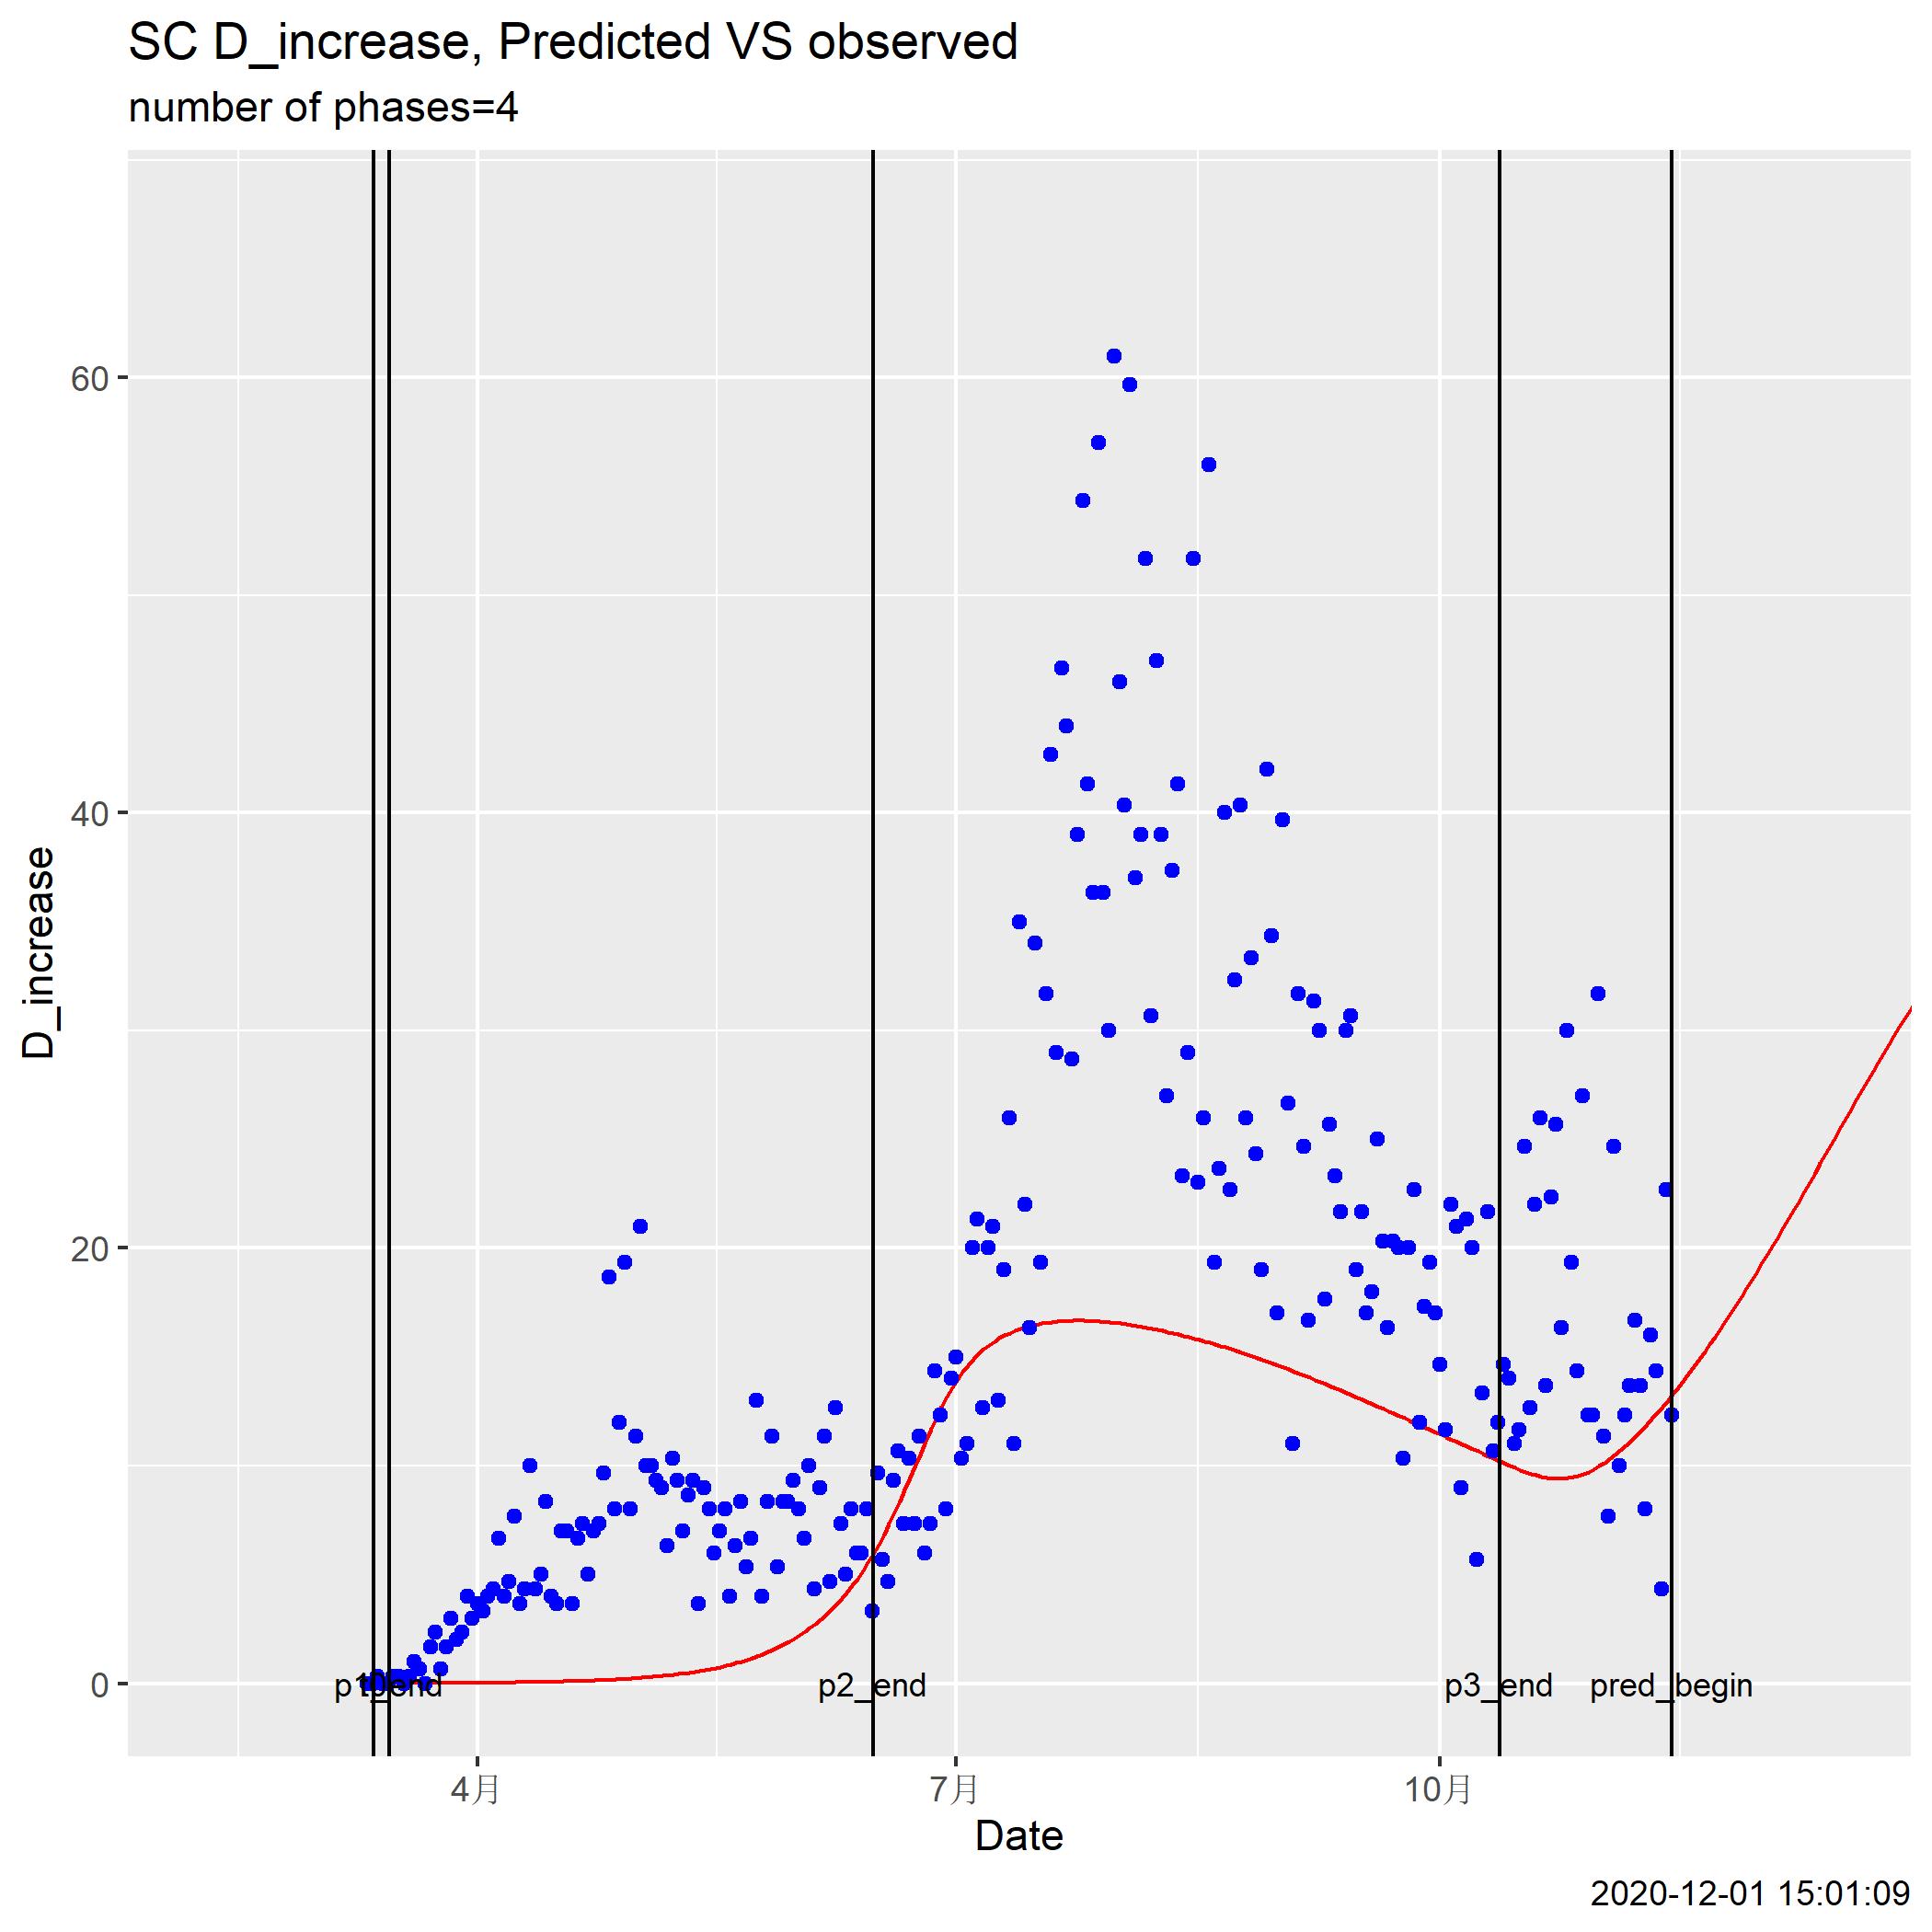 SC D_increase, Predicted VS observed
number of phases=4
D_increase
60
40
20
0
p2_end
p3_end
pred_begin
4月
7月
10月
Date
2020-12-01 15:01:09